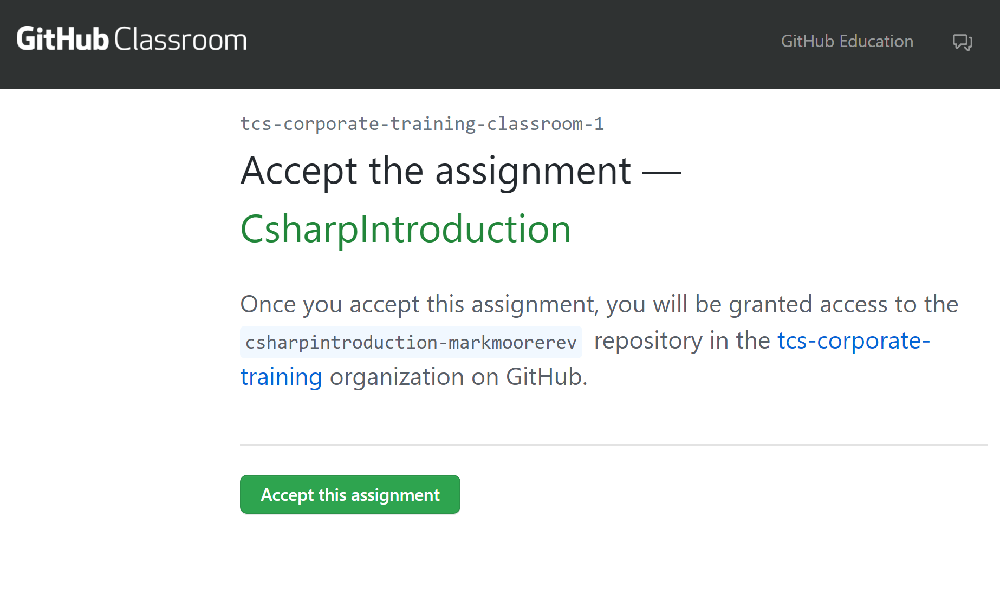 GitHub Classroom
GitHub Education
tcs-corporate-training-classroom-1
Accept the assignment —
CsharpIntroduction
Once you accept this assignment, you will be granted access to the
csharpintroduction-markmoorerev repository in the tcs-corporate-
training organization on GitHub.
Accept this assignment